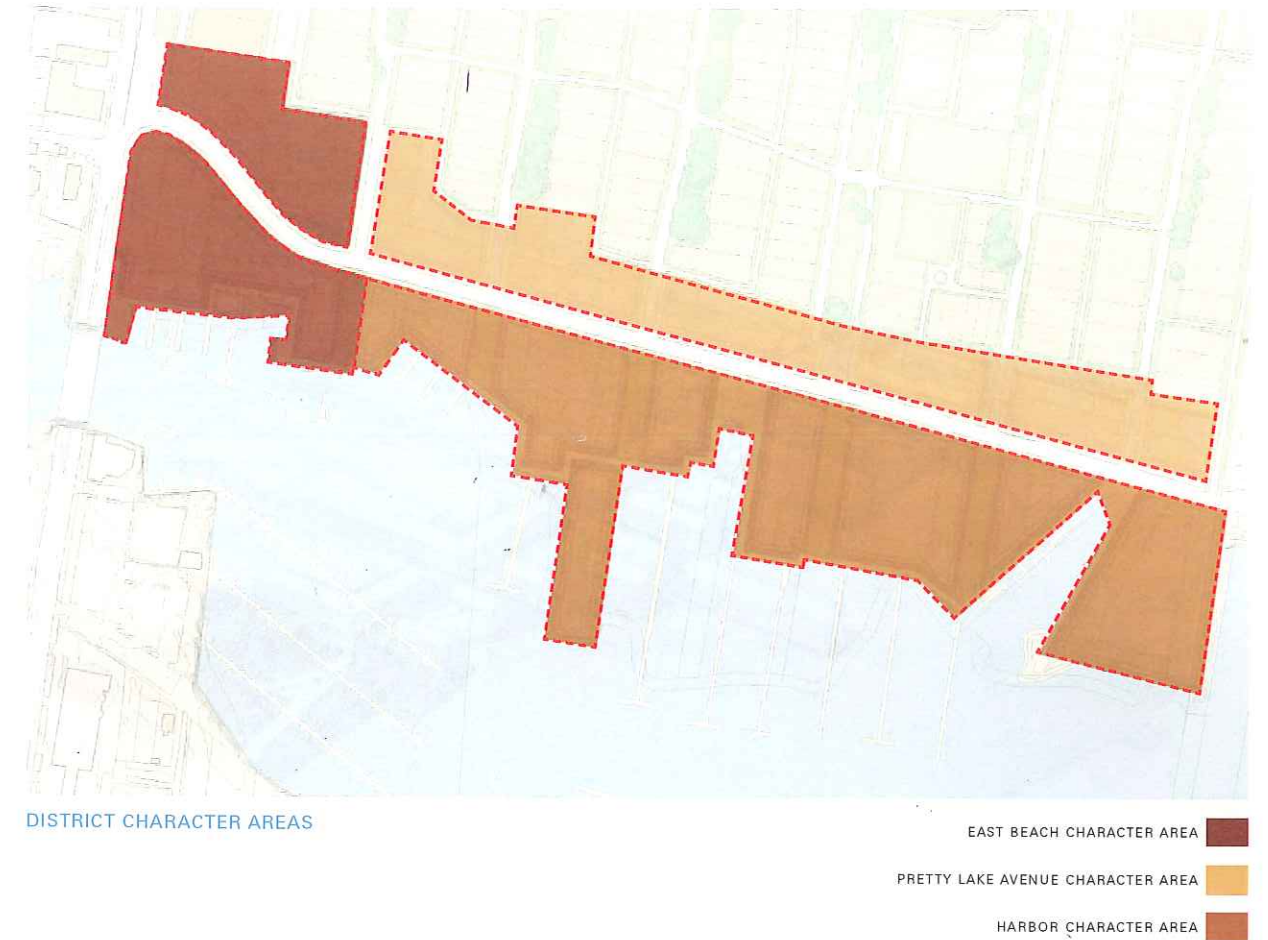 DISTRICT CHARACTER AREAS
EAST BEACH CHARACTER AREA
PRETTY LAKE AVENUE CHARACTER AREA
HARBOR CHARACTER AREA